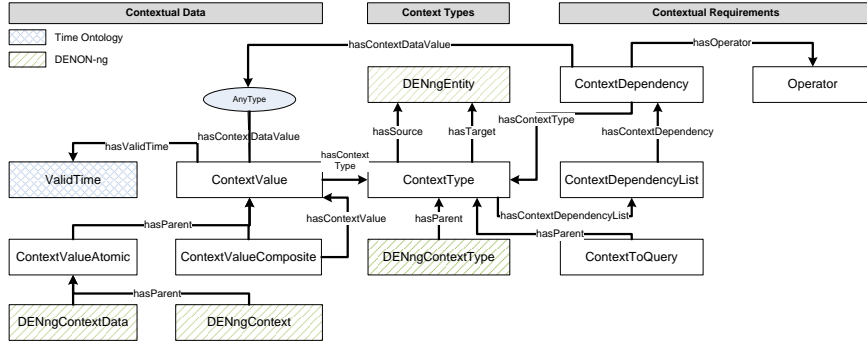 Contextual Data
Context Types
Contextual Requirements
Time Ontology
DENON-ng
hasContextDataValue
hasOperator
AnyType
DENngEntity
ContextDependency
Operator
hasContextDataValue
hasSource
hasTarget
hasContextType
hasContextDependency
hasValidTime
hasContext
Type
ValidTime
ContextValue
ContextType
ContextDependencyList
hasContextValue
hasParent
hasContextDependencyList
hasParent
hasParent
ContextValueAtomic
ContextValueComposite
DENngContextType
ContextToQuery
hasParent
DENngContextData
DENngContext